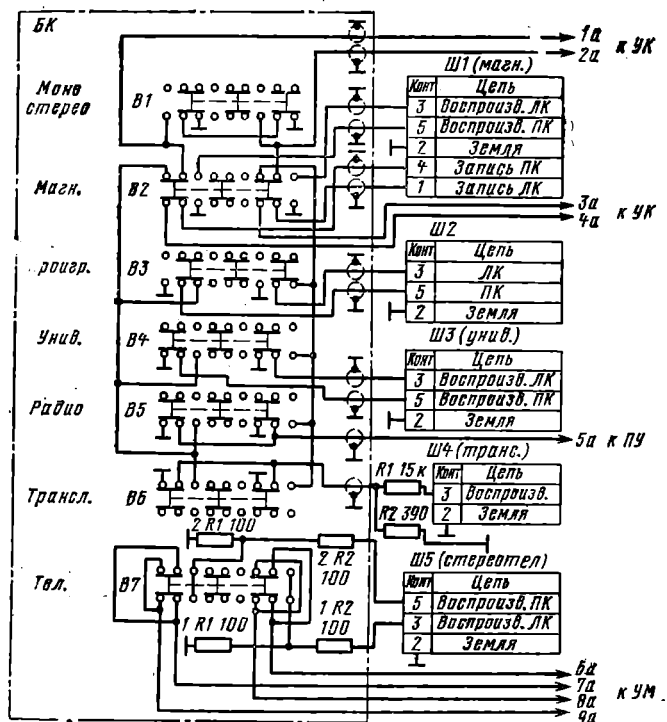 БК
1а
2а
к УК
Моно
стерео
В1
Ш1 (магн.)
Конт Цепь
3 Воспроизв. ЛК
5 Воспроизв. ПК
2 Земля
4 Запись ПК
1 Запись ЛК
Магн.
В2
3а
4а
к УК
роигр.
В3
Ш2
Конт Цепь
3 ЛК
5 ПК
2 Земля
Унив.
В4
Ш3 (унив.)
Конт Цепь
3 Воспроизв. ЛК
5 Воспроизв. ПК
2 Земля
Радио
В5
5а к ПУ
Трансл.
В6
R1 15к
R2 390
Ш4 (транс.)
Конт Цепь
3 Воспроизв.
2 Земля
2 R1 100
2 R2
100
Тел.
В7
1 R1 100
1 R2
100
Ш5 (стереотел)
Конт Цепь
5 Воспроизв. ПК
3 Воспроизв. ЛК
2 Земля
6а
7а
8а
9а
к УМ